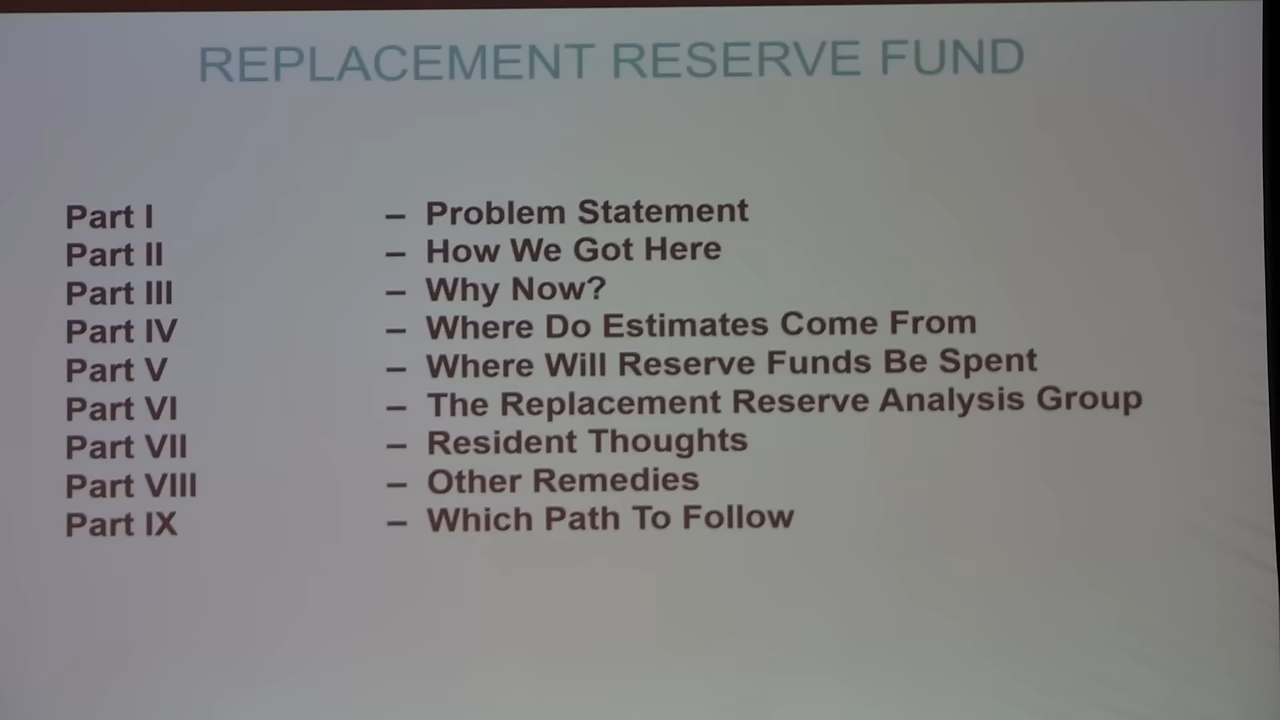 REPLACEMENT RESERVE FUND
Part I – Problem Statement
Part II – How We Got Here
Part III – Why Now?
Part IV – Where Do Estimates Come From
Part V – Where Will Reserve Funds Be Spent
Part VI – The Replacement Reserve Analysis Group
Part VII – Resident Thoughts
Part VIII – Other Remedies
Part IX – Which Path To Follow